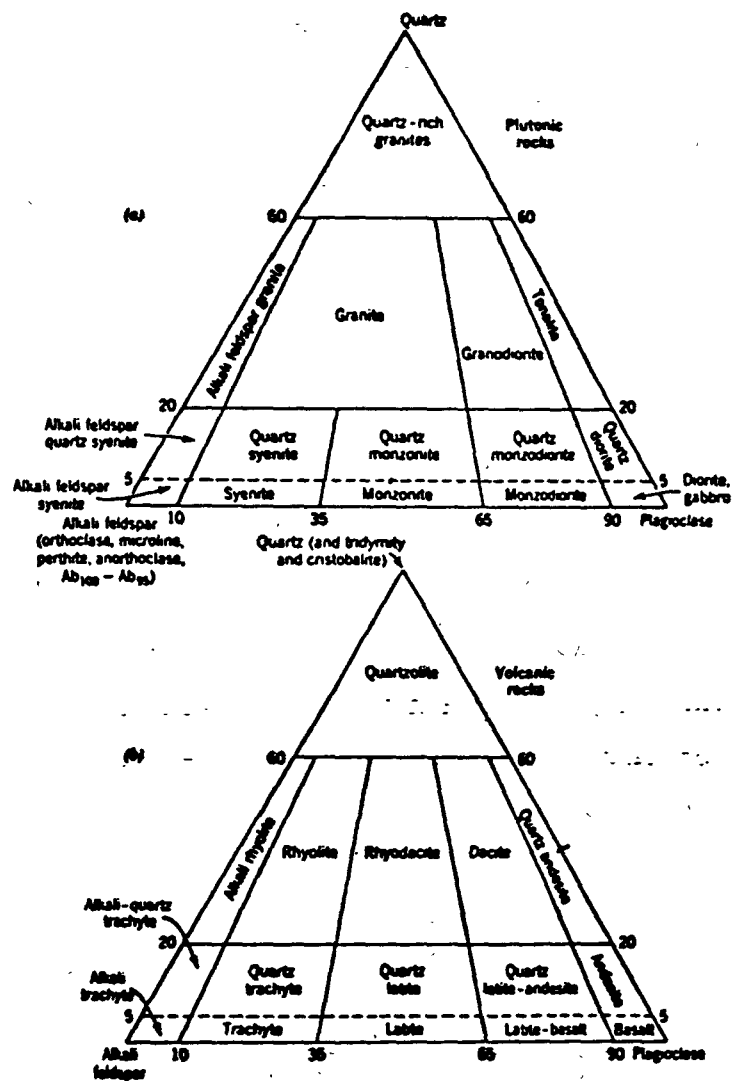 Quartz
Quartz-rich
granites
Plutonic
rocks
(a)
60
60
Alkali feldspar granite
Granite
Granodiorite
Tonalite
20
20
Alkali feldspar
quartz syenite
Quartz
syenite
Quartz
monzonite
Quartz
monzodiorite
Quartz
diorite
5
5
Alkali feldspar
syenite
Syenite
Monzonite
Monzodiorite
Diorite,
gabbro
10
35
65
90
Plagioclase
Alkali feldspar
(orthoclase, microline,
perthite, anorthoclase,
Ab100 – Ab95)
Quartz (and tridymity
and cristobalite)
Quartzolite
Volcanic
rocks
(b)
60
60
Alkali rhyolite
Rhyolite
Rhyodacite
Dacite
Quartz andesite
Alkali-quartz
trachyte
20
20
Alkali
trachyte
Quartz
trachyte
Quartz
latite
Quartz
latite-andesite
Andesite
5
5
Trachyte
Latite
Latite-basalt
Basalt
Alkali
feldspar
10
35
65
90
Plagioclase